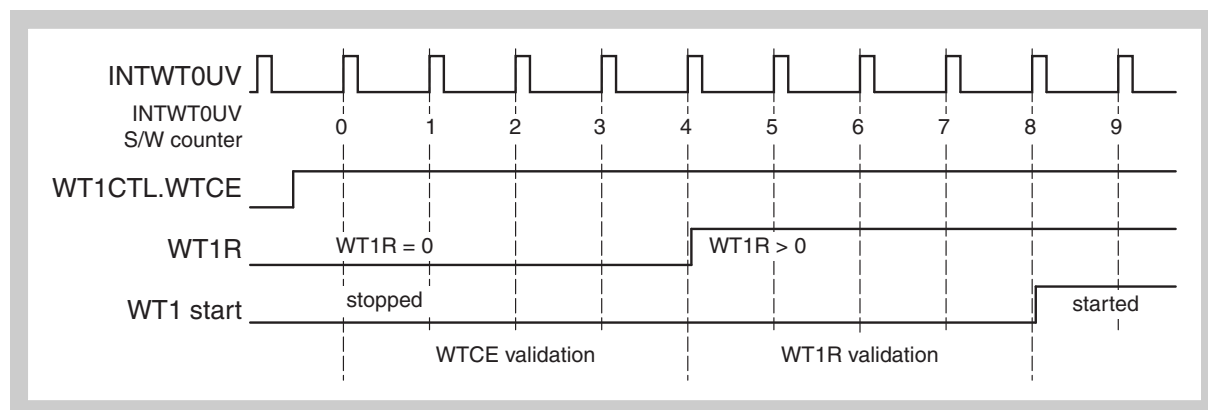 INTWT0UV
INTWT0UV
S/W counter
0 1 2 3 4 5 6 7 8 9
WT1CTL.WTCE
WT1R
WT1R = 0
WT1R > 0
WT1 start
stopped
started
WTCE validation
WT1R validation